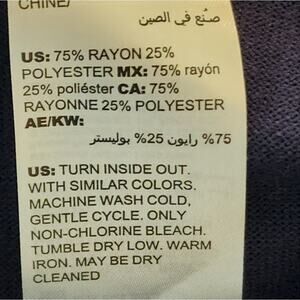 CHINE/
صنع في الصين
US: 75% RAYON 25%
POLYESTER MX: 75% rayón
25% poliéster CA: 75%
RAYONNE 25% POLYESTER
AE/KW:
75% رايون 25% بوليستر
US: TURN INSIDE OUT.
WITH SIMILAR COLORS.
MACHINE WASH COLD,
GENTLE CYCLE. ONLY
NON-CHLORINE BLEACH.
TUMBLE DRY LOW. WARM
IRON. MAY BE DRY
CLEANED